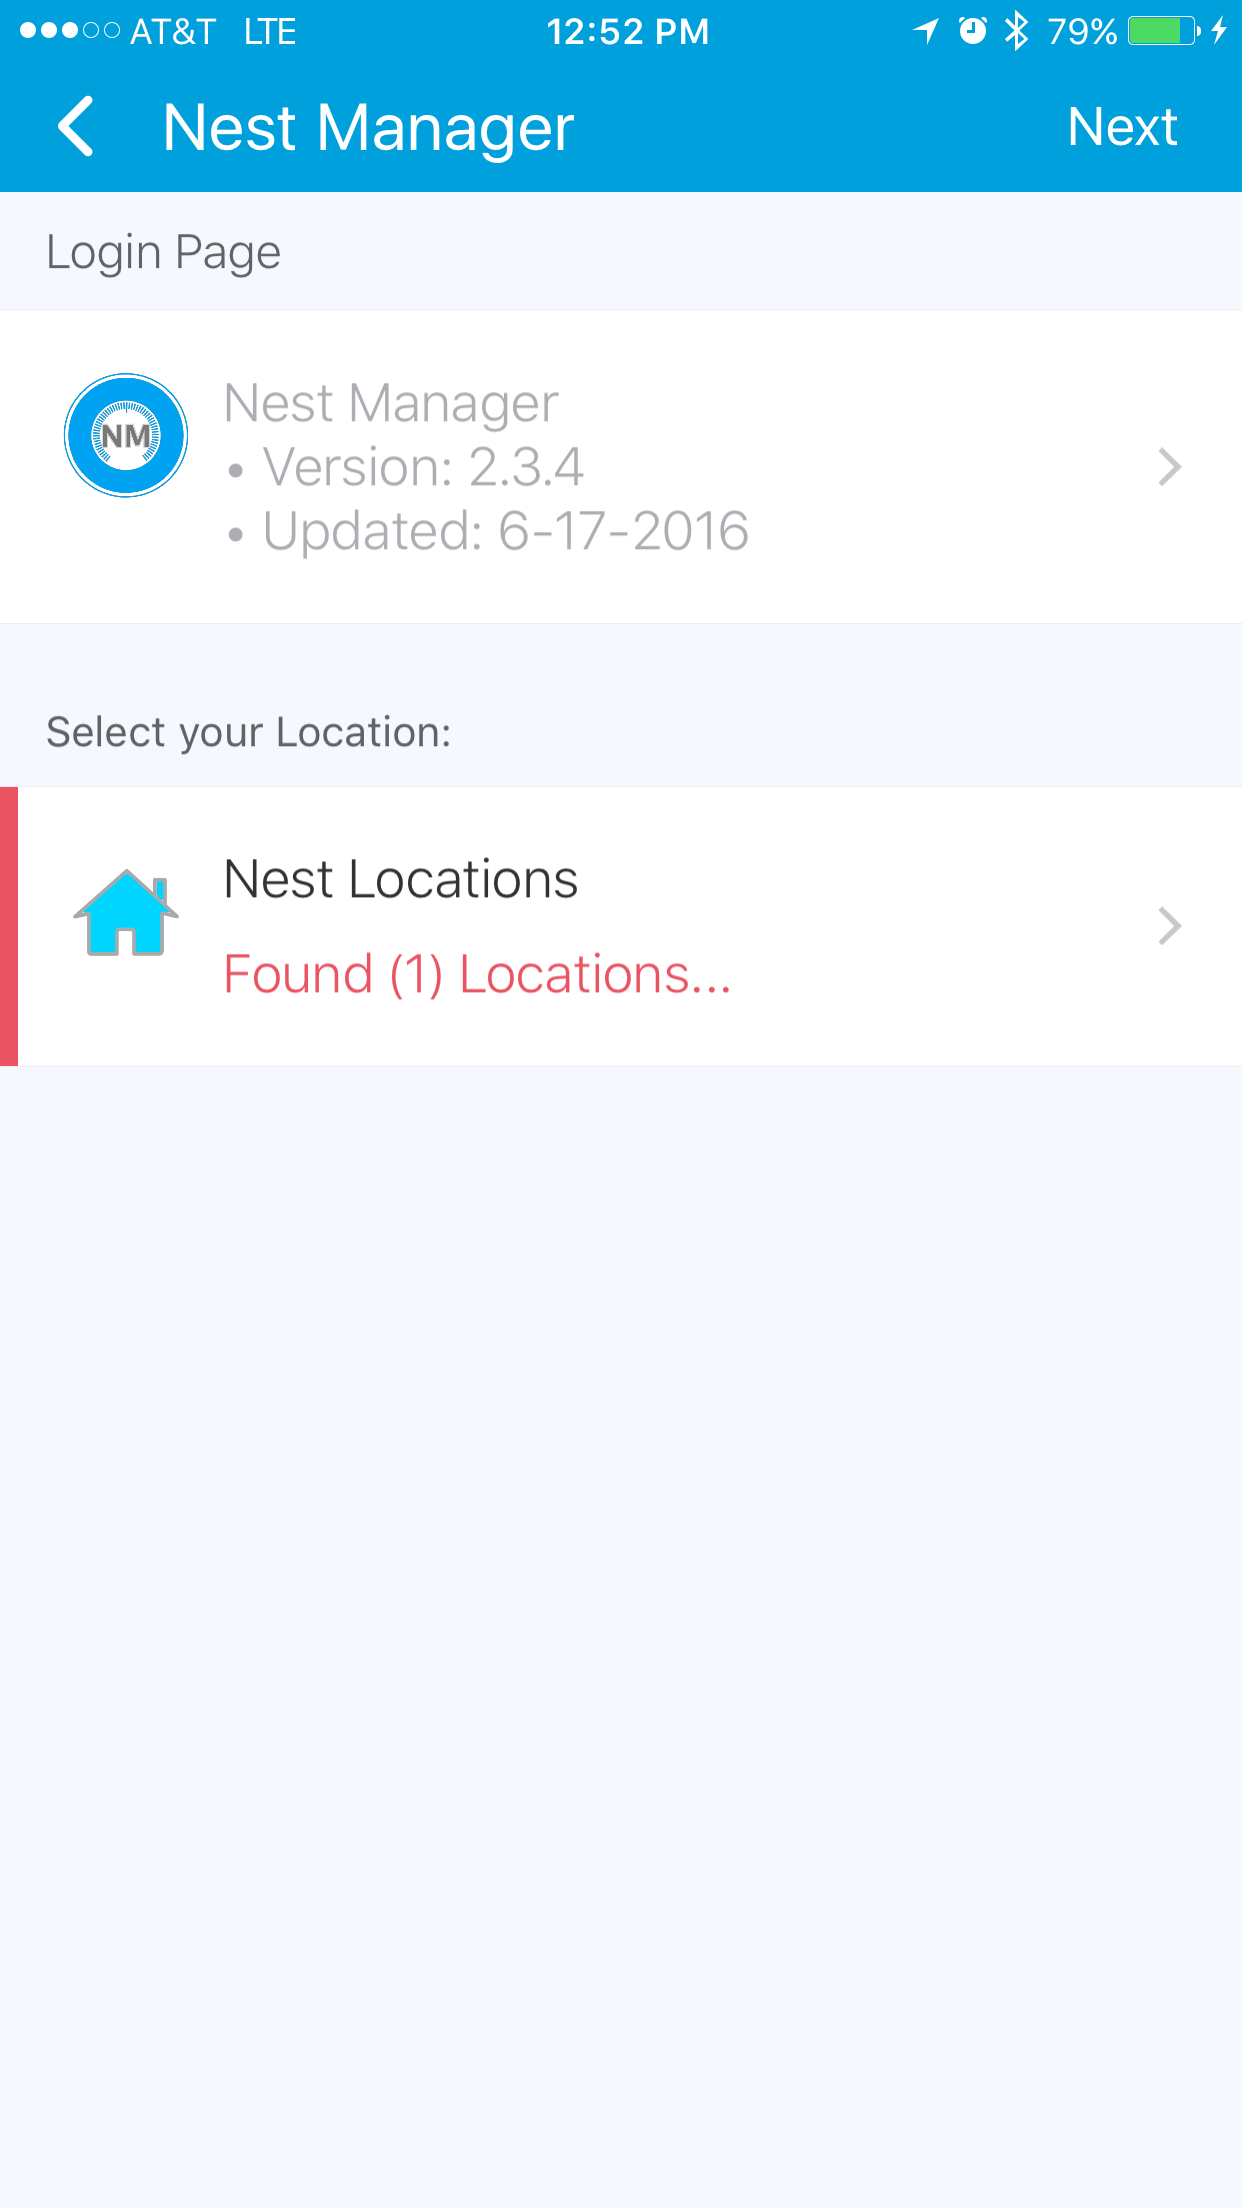 AT&T LTE 12:52 PM 79%
Nest Manager Next
Login Page
NM
Nest Manager
• Version: 2.3.4
• Updated: 6-17-2016
Select your Location:
Nest Locations
Found (1) Locations...